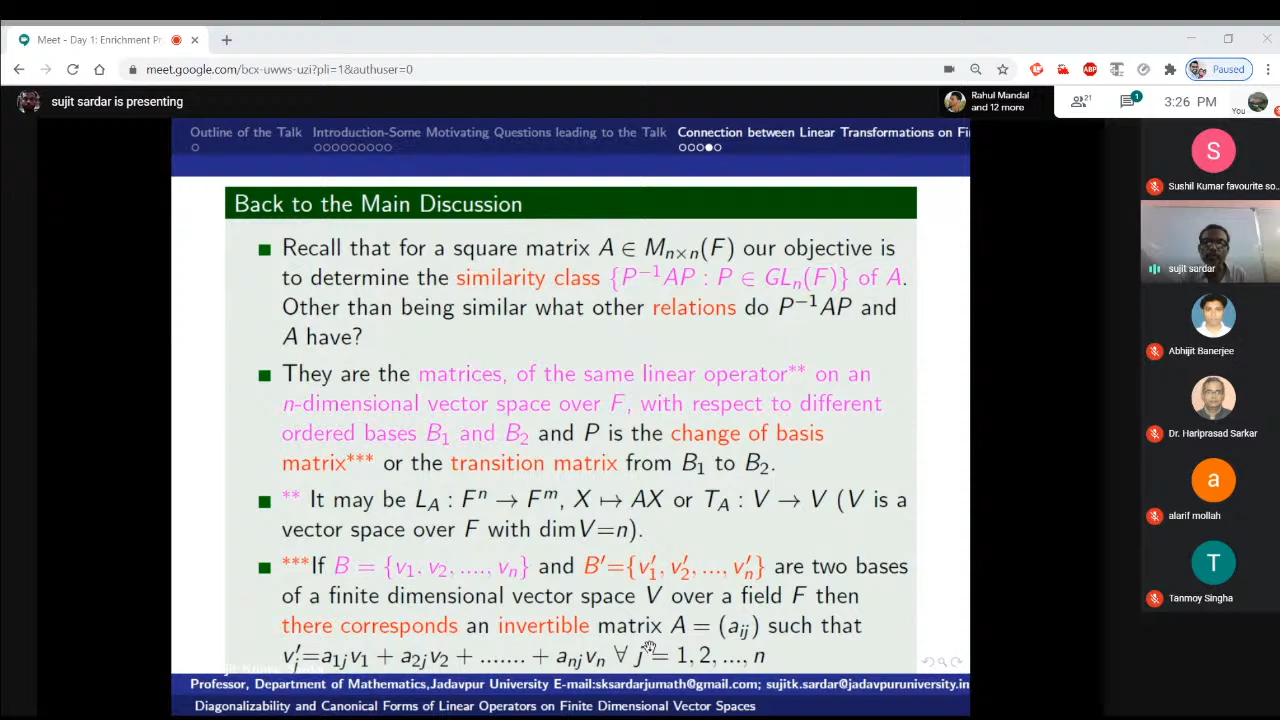 Meet - Day 1: Enrichment Pr
meet.google.com/bcx-uwws-uzi?pli=1&authuser=0
ABP
Paused
sujit sardar is presenting
Rahul Mandal
and 12 more
21
1
3:26 PM
You
Outline of the Talk Introduction-Some Motivating Questions leading to the Talk Connection between Linear Transformations on Fi
Back to the Main Discussion
Recall that for a square matrix A ∈ Mₙₓₙ(F) our objective is
to determine the similarity class {P⁻¹AP : P ∈ GLₙ(F)} of A.
Other than being similar what other relations do P⁻¹AP and
A have?
They are the matrices, of the same linear operator** on an
n-dimensional vector space over F, with respect to different
ordered bases B₁ and B₂ and P is the change of basis
matrix*** or the transition matrix from B₁ to B₂.
** It may be L_A : Fⁿ → Fᵐ, X ↦ AX or T_A : V → V (V is a
vector space over F with dimV=n).
***If B = {v₁, v₂, ...., vₙ} and B′={v′₁, v′₂, ..., v′ₙ} are two bases
of a finite dimensional vector space V over a field F then
there corresponds an invertible matrix A = (aᵢⱼ) such that
v′ⱼ=a₁ⱼv₁ + a₂ⱼv₂ + ....... + aₙⱼvₙ ∀ j = 1, 2, ..., n
Professor, Department of Mathematics,Jadavpur University E-mail:sksardarjumath@gmail.com; sujitk.sardar@jadavpuruniversity.in
Diagonalizability and Canonical Forms of Linear Operators on Finite Dimensional Vector Spaces
S
Sushil Kumar favourite so...
sujit sardar
Abhijit Banerjee
Dr. Hariprasad Sarkar
a
alarif mollah
T
Tanmoy Singha